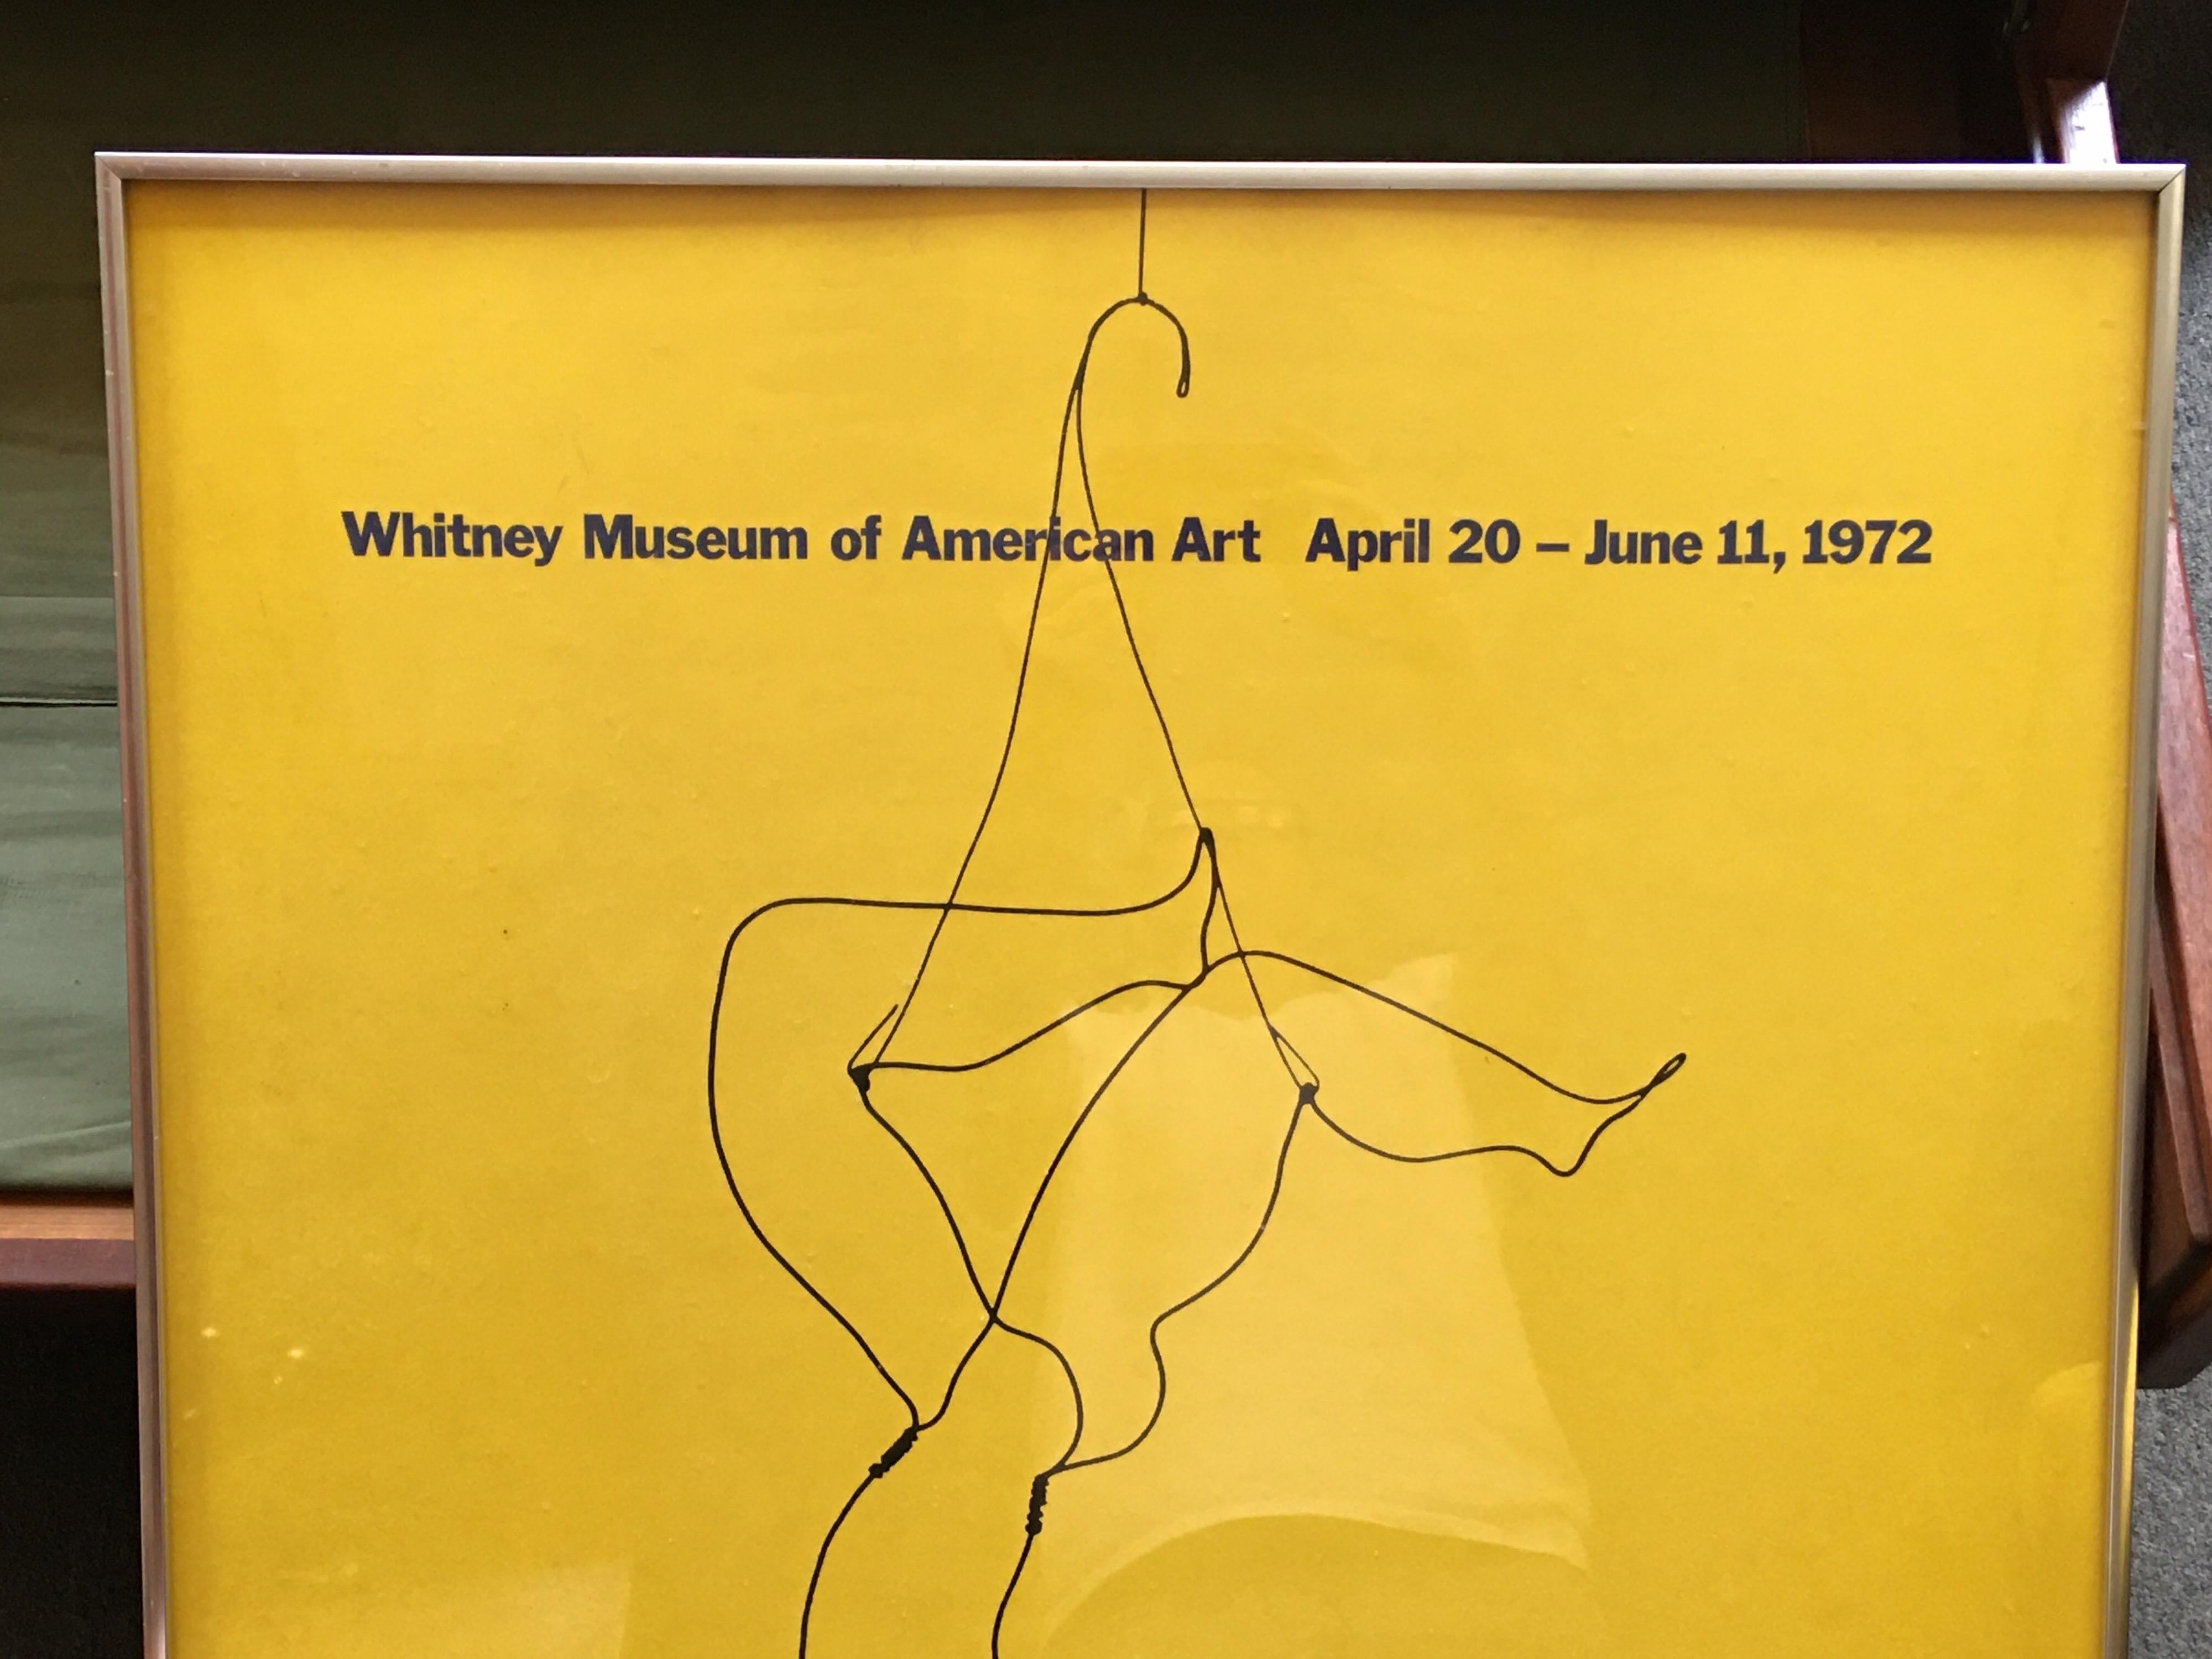 Whitney Museum of American Art April 20 – June 11, 1972